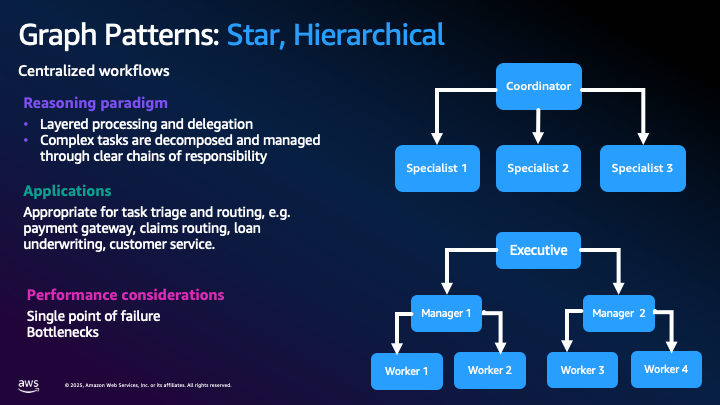 Graph Patterns: Star, Hierarchical
Centralized workflows
Reasoning paradigm
• Layered processing and delegation
• Complex tasks are decomposed and managed
through clear chains of responsibility
Applications
Appropriate for task triage and routing, e.g.
payment gateway, claims routing, loan
underwriting, customer service.
Performance considerations
Single point of failure
Bottlenecks
Coordinator
Specialist 1
Specialist 2
Specialist 3
Executive
Manager 1
Manager 2
Worker 1
Worker 2
Worker 3
Worker 4
aws
© 2025, Amazon Web Services, Inc. or its affiliates. All rights reserved.